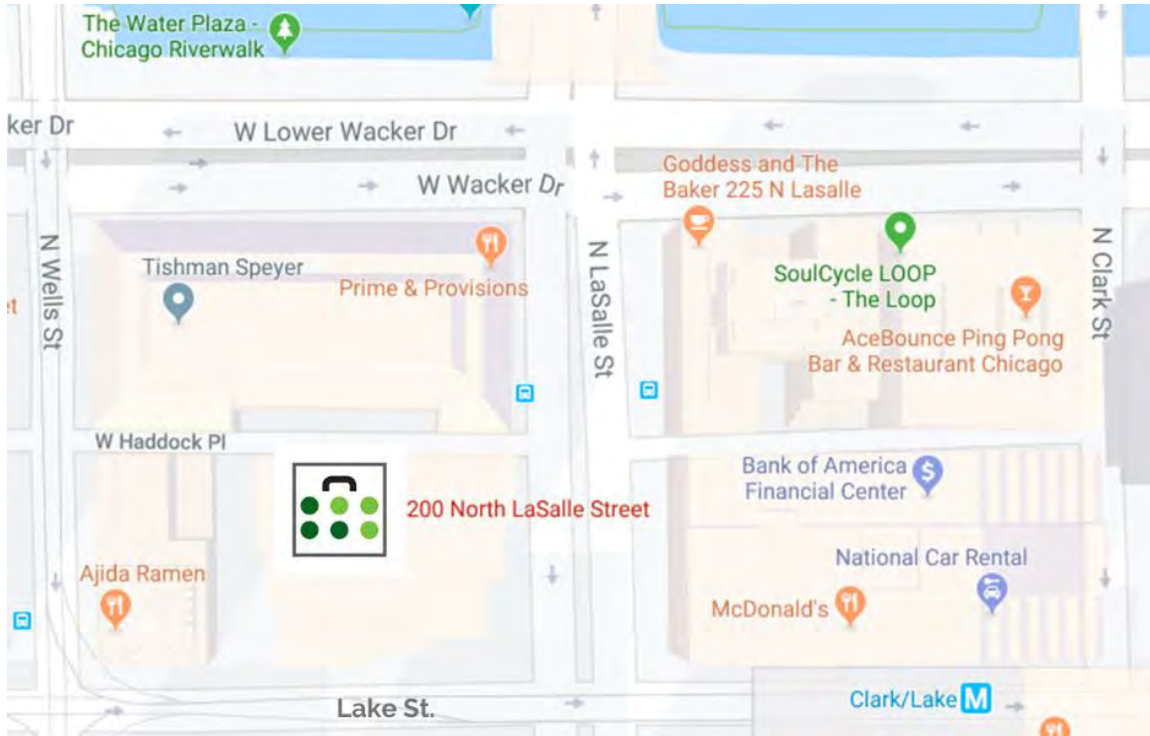 The Water Plaza -
Chicago Riverwalk
ker Dr
W Lower Wacker Dr
W Wacker Dr
Goddess and The
Baker 225 N Lasalle
N Wells St
Tishman Speyer
Prime & Provisions
N LaSalle St
SoulCycle LOOP
- The Loop
N Clark St
AceBounce Ping Pong
Bar & Restaurant Chicago
W Haddock Pl
Bank of America
Financial Center
$
200 North LaSalle Street
National Car Rental
Ajida Ramen
McDonald's
Lake St.
Clark/Lake M